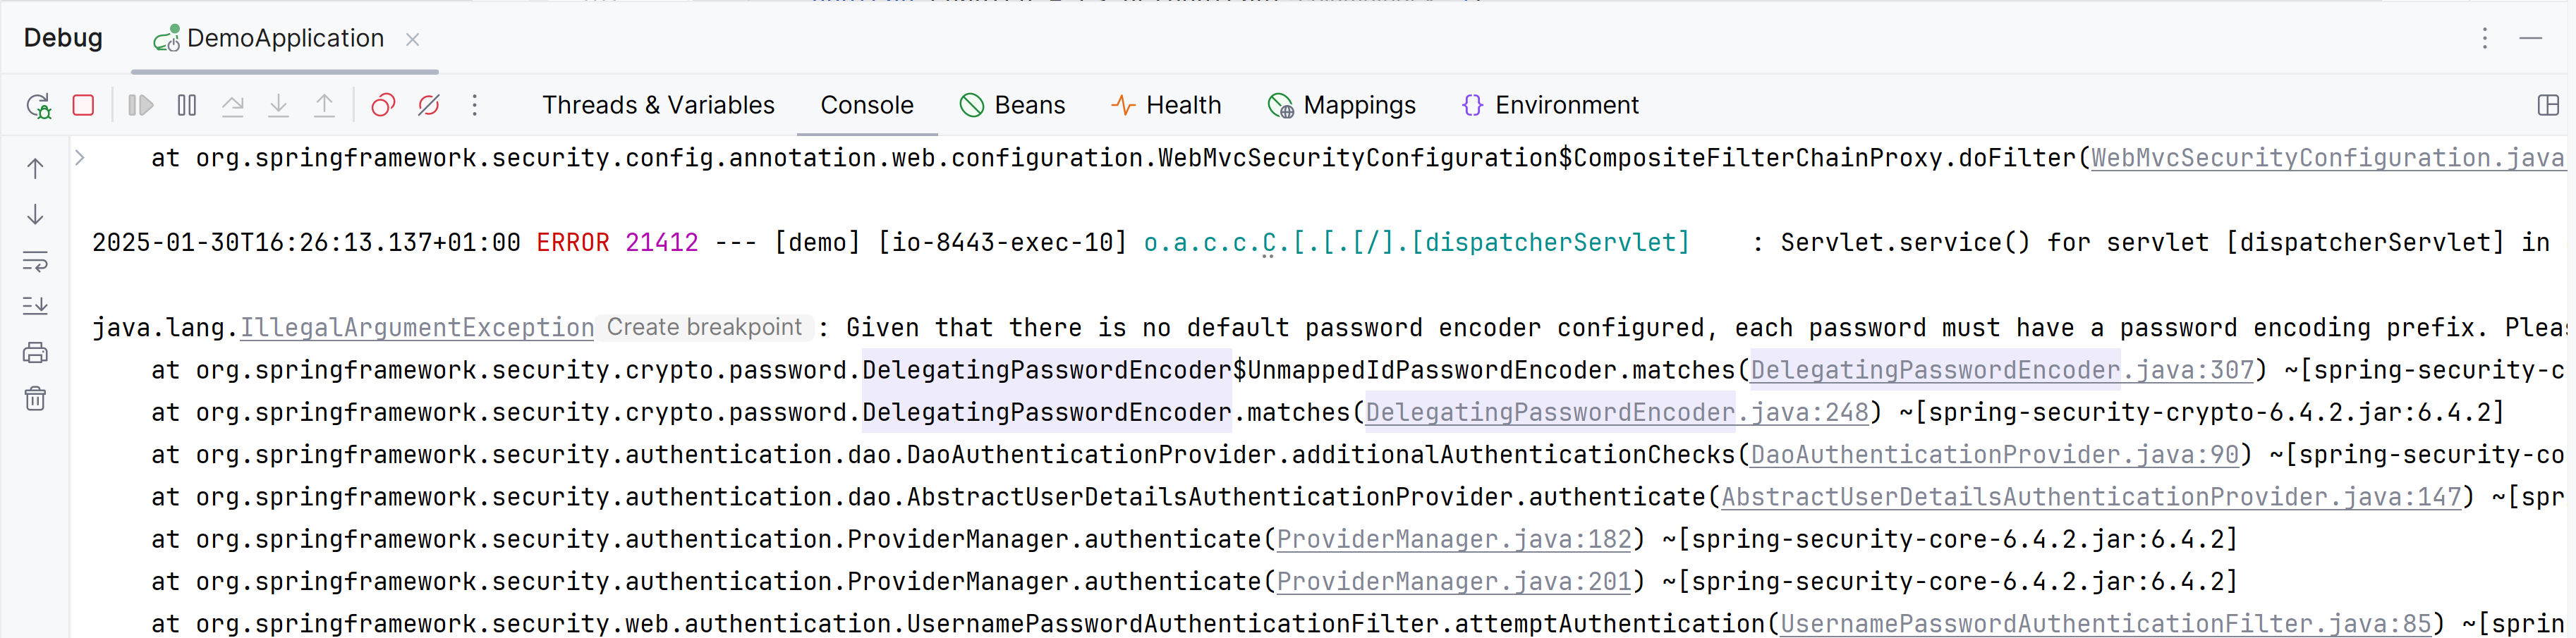 Debug DemoApplication
Threads & Variables Console Beans Health Mappings Environment
at org.springframework.security.config.annotation.web.configuration.WebMvcSecurityConfiguration$CompositeFilterChainProxy.doFilter(WebMvcSecurityConfiguration.java
2025-01-30T16:26:13.137+01:00 ERROR 21412 --- [demo] [io-8443-exec-10] o.a.c.c.C.[.[.[/].[dispatcherServlet] : Servlet.service() for servlet [dispatcherServlet] in
java.lang.IllegalArgumentException Create breakpoint : Given that there is no default password encoder configured, each password must have a password encoding prefix. Plea
at org.springframework.security.crypto.password.DelegatingPasswordEncoder$UnmappedIdPasswordEncoder.matches(DelegatingPasswordEncoder.java:307) ~[spring-security-c
at org.springframework.security.crypto.password.DelegatingPasswordEncoder.matches(DelegatingPasswordEncoder.java:248) ~[spring-security-crypto-6.4.2.jar:6.4.2]
at org.springframework.security.authentication.dao.DaoAuthenticationProvider.additionalAuthenticationChecks(DaoAuthenticationProvider.java:90) ~[spring-security-co
at org.springframework.security.authentication.dao.AbstractUserDetailsAuthenticationProvider.authenticate(AbstractUserDetailsAuthenticationProvider.java:147) ~[spr
at org.springframework.security.authentication.ProviderManager.authenticate(ProviderManager.java:182) ~[spring-security-core-6.4.2.jar:6.4.2]
at org.springframework.security.authentication.ProviderManager.authenticate(ProviderManager.java:201) ~[spring-security-core-6.4.2.jar:6.4.2]
at org.springframework.security.web.authentication.UsernamePasswordAuthenticationFilter.attemptAuthentication(UsernamePasswordAuthenticationFilter.java:85) ~[sprin